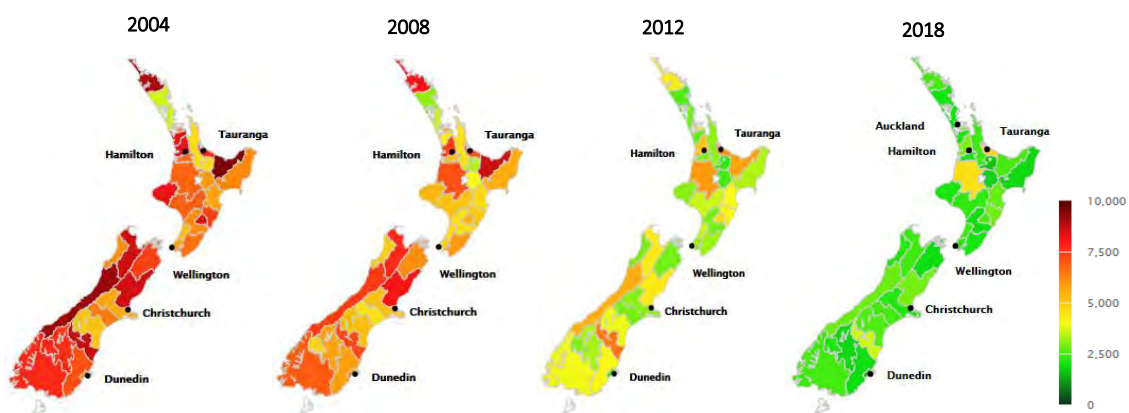 2004
2008
2012
2018
Tauranga
Hamilton
Wellington
Christchurch
Dunedin
Tauranga
Hamilton
Wellington
Christchurch
Dunedin
Tauranga
Hamilton
Wellington
Christchurch
Dunedin
Auckland
Tauranga
Hamilton
Wellington
Christchurch
Dunedin
10,000
7,500
5,000
2,500
0